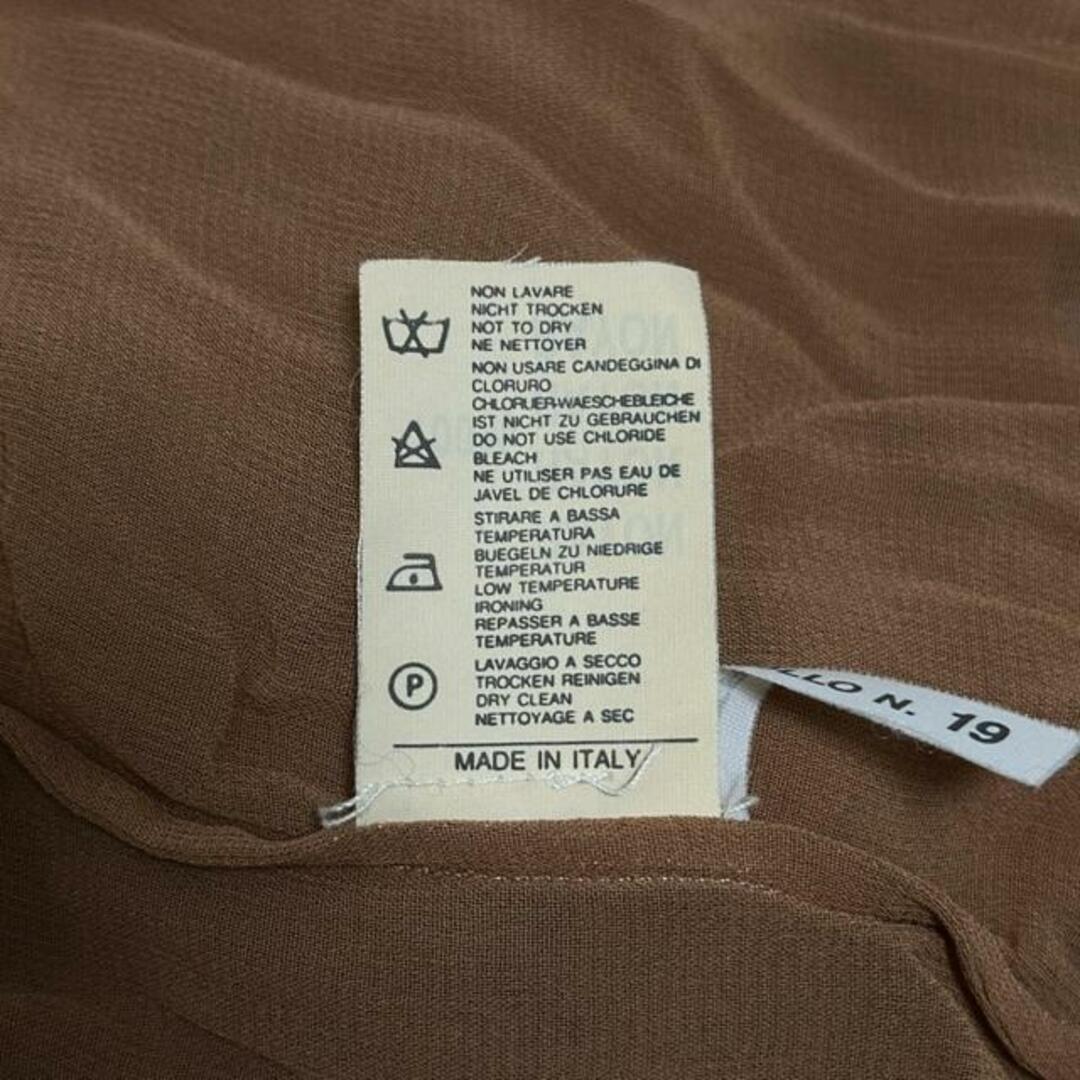 NON LAVARE
NICHT TROCKEN
NOT TO DRY
NE NETTOYER
NON USARE CANDEGGINA DI
CLORURO
CHLORUER-WAESCHEBLEICHE
IST NICHT ZU GEBRAUCHEN
DO NOT USE CHLORIDE
BLEACH
NE UTILISER PAS EAU DE
JAVEL DE CHLORURE
STIRARE A BASSA
TEMPERATURA
BUEGELN ZU NIEDRIGE
TEMPERATUR
LOW TEMPERATURE
IRONING
REPASSER A BASSE
TEMPERATURE
P
LAVAGGIO A SECCO
TROCKEN REINIGEN
DRY CLEAN
NETTOYAGE A SEC
MADE IN ITALY
LLO N. 19